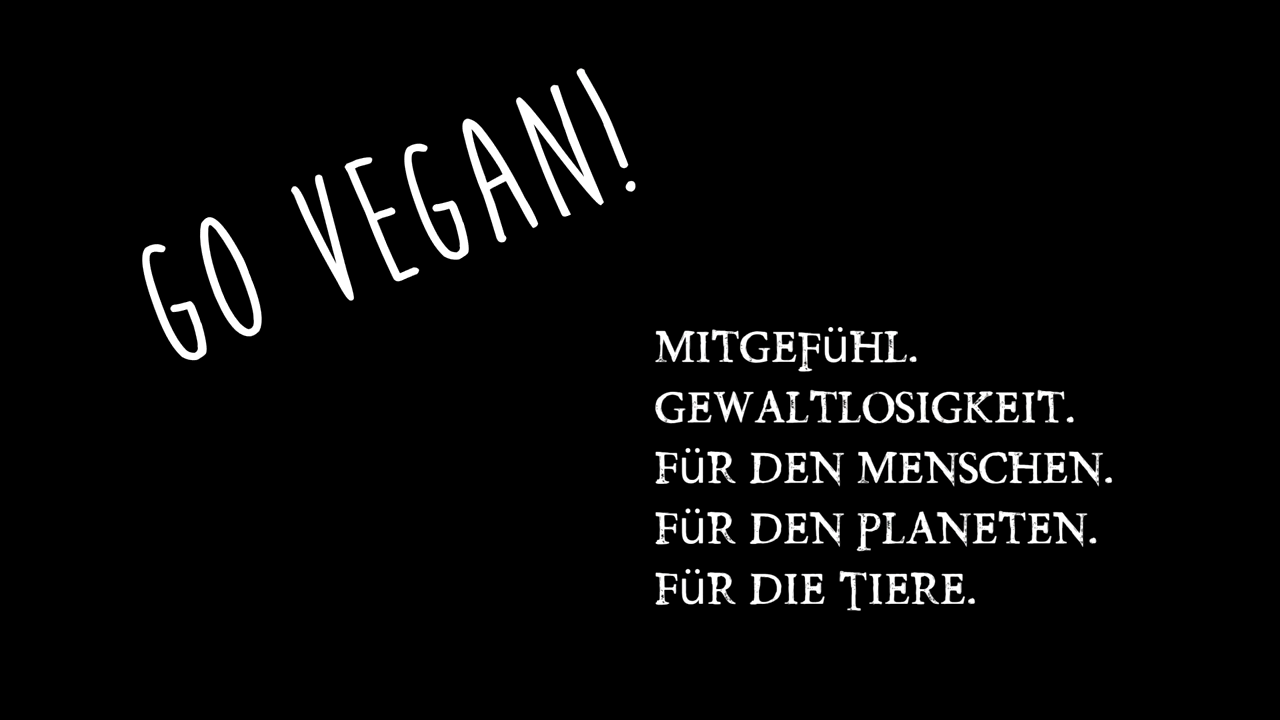 GO VEGAN!
MITGEFÜHL.
GEWALTLOSIGKEIT.
FÜR DEN MENSCHEN.
FÜR DEN PLANETEN.
FÜR DIE TIERE.